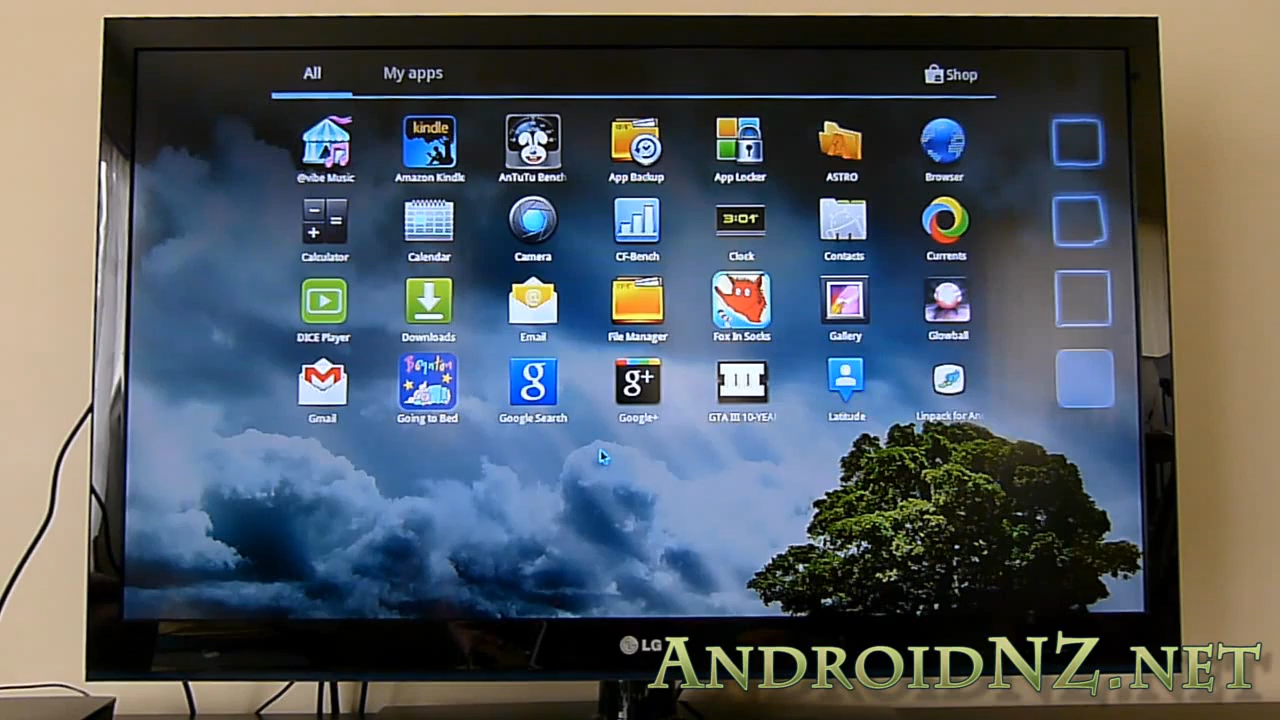 All My apps Shop
@vibe Music Amazon Kindle AnTuTu Bench App Backup App Locker ASTRO Browser
Calculator Calendar Camera CF-Bench Clock Contacts Currents
DICE Player Downloads Email File Manager Fox In Socks Gallery Glowball
Gmail Going to Bed Google Search Google+ GTA III 10-YEA Latitude Linpack for An
kindle
3:01
Boynton
g
g+
III
LG
ANDROIDNZ.NET